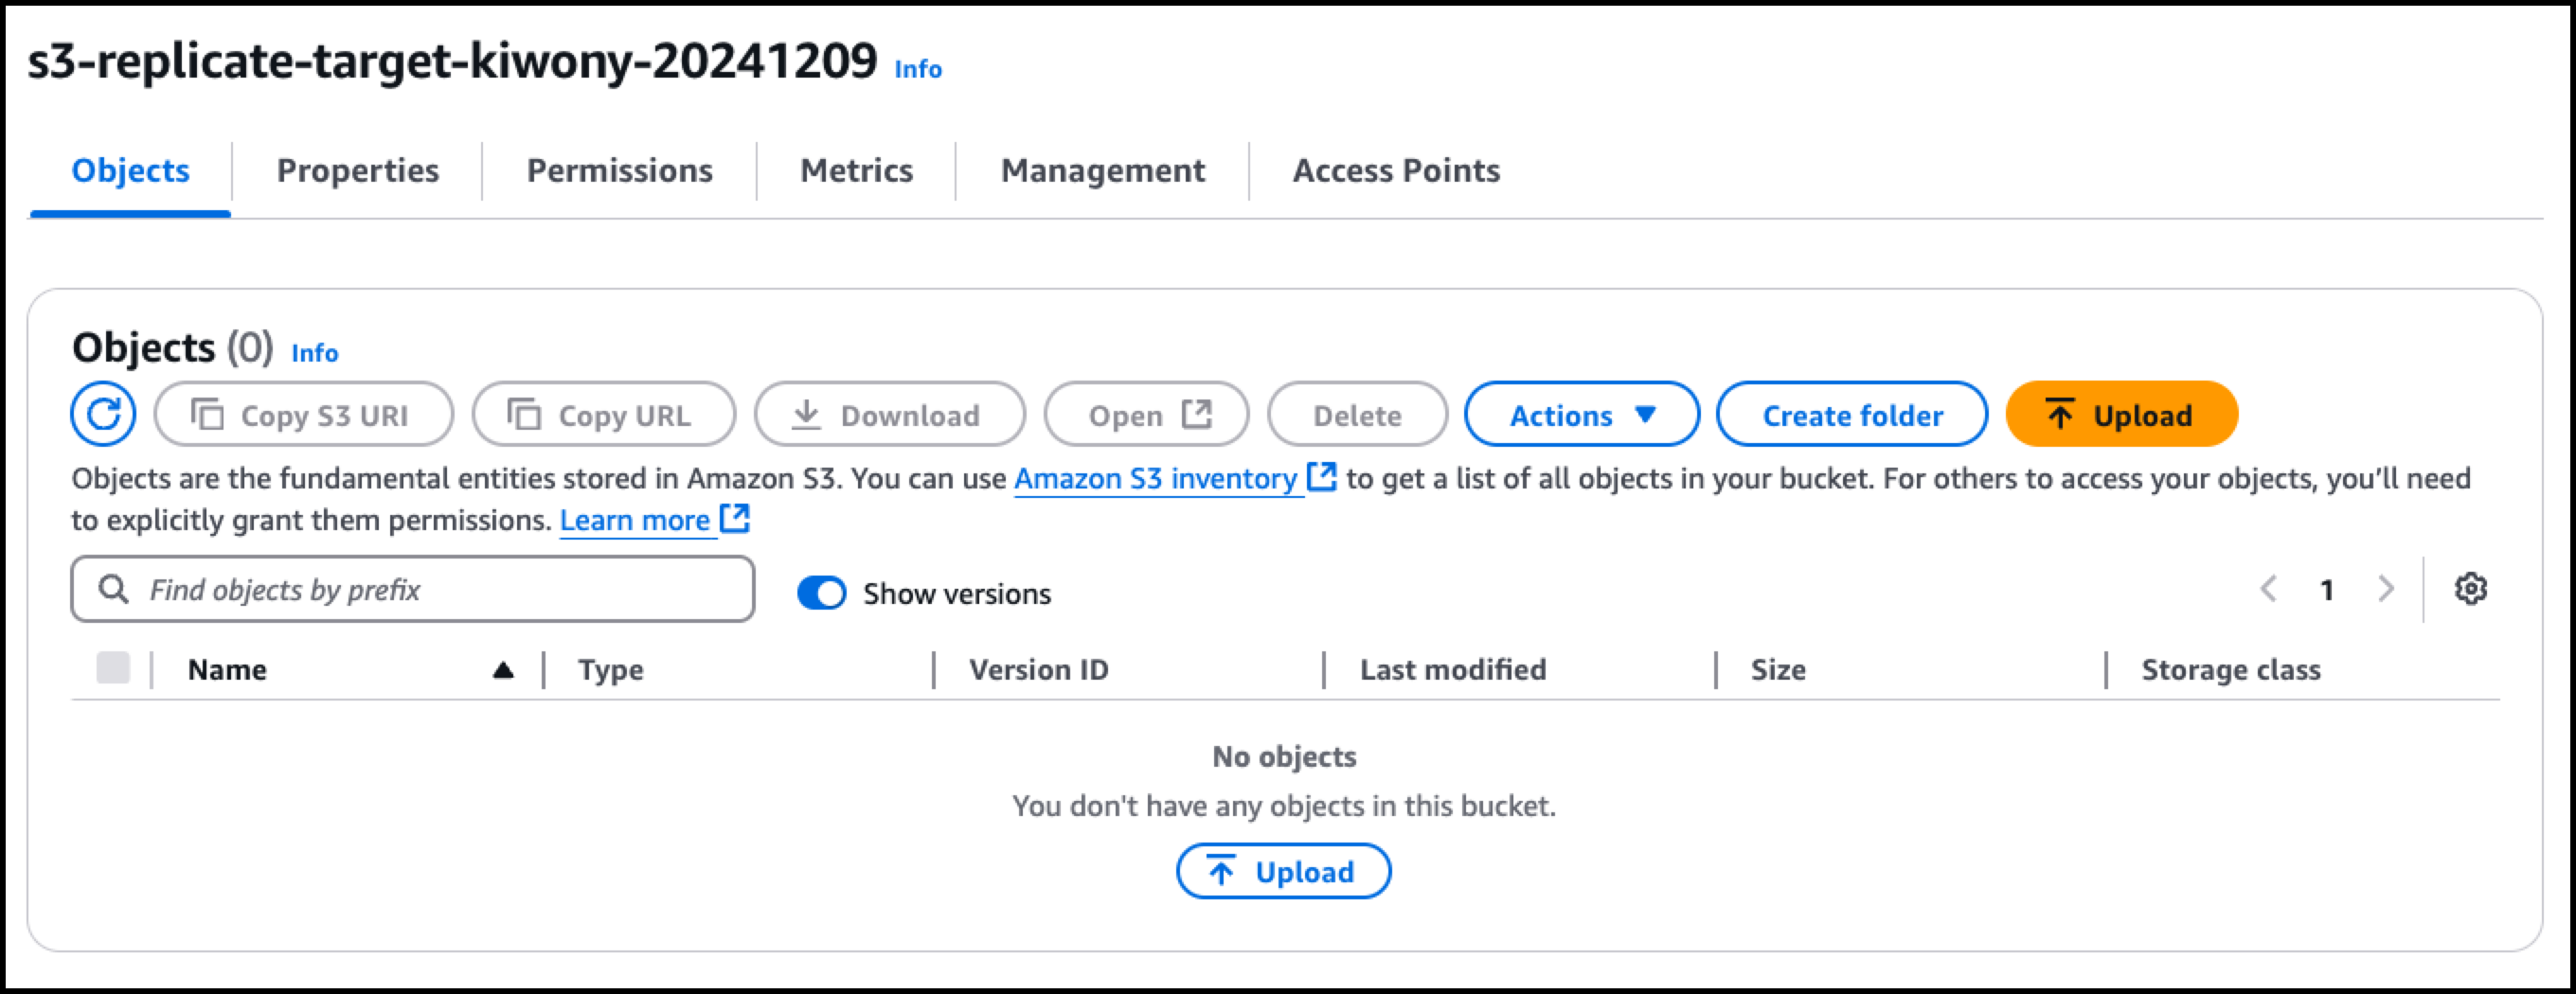 s3-replicate-target-kiwony-20241209 Info
Objects Properties Permissions Metrics Management Access Points
Objects (0) Info
Copy S3 URI Copy URL Download Open Delete Actions Create folder Upload
Objects are the fundamental entities stored in Amazon S3. You can use Amazon S3 inventory to get a list of all objects in your bucket. For others to access your objects, you’ll need
to explicitly grant them permissions. Learn more
Find objects by prefix Show versions 1
Name Type Version ID Last modified Size Storage class
No objects
You don't have any objects in this bucket.
Upload